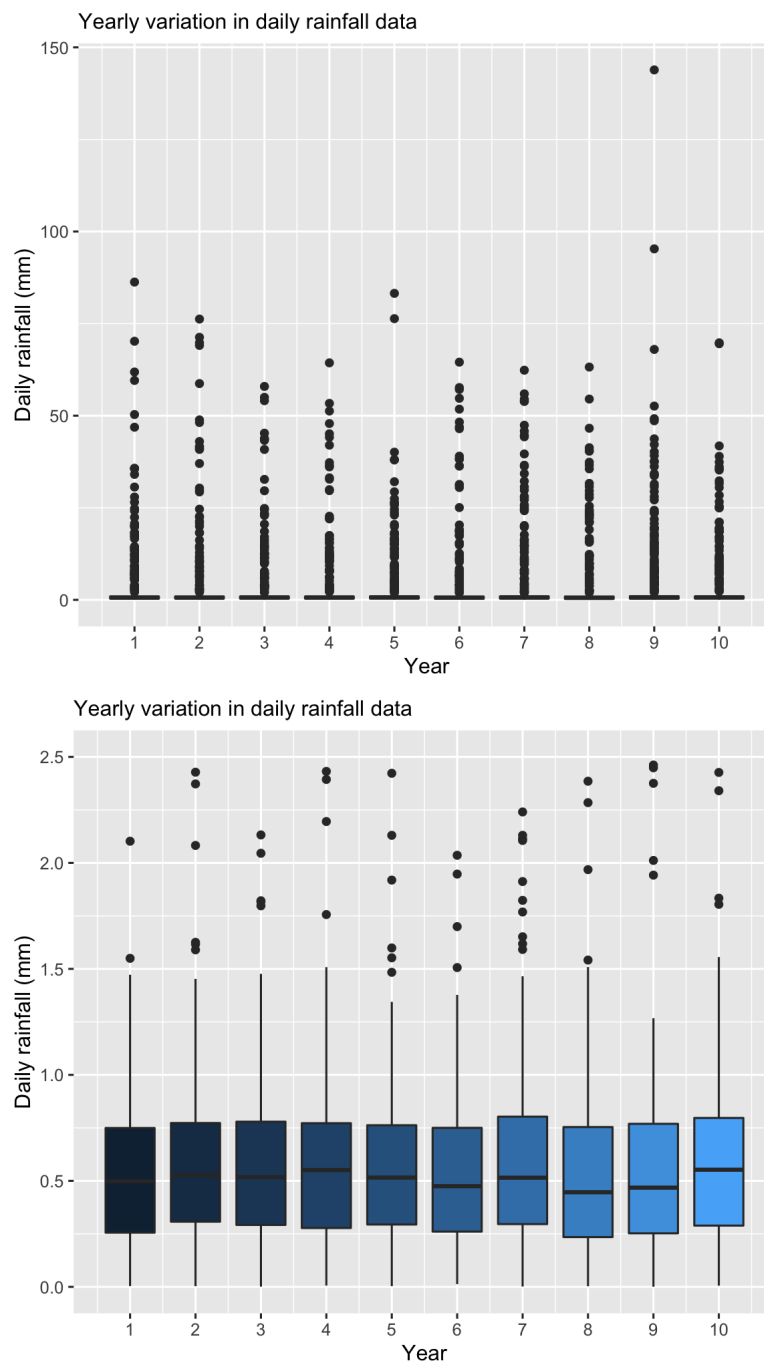 Yearly variation in daily rainfall data
150
100
50
0
Daily rainfall (mm)
1 2 3 4 5 6 7 8 9 10
Year
Yearly variation in daily rainfall data
2.5
2.0
1.5
1.0
0.5
0.0
Daily rainfall (mm)
1 2 3 4 5 6 7 8 9 10
Year